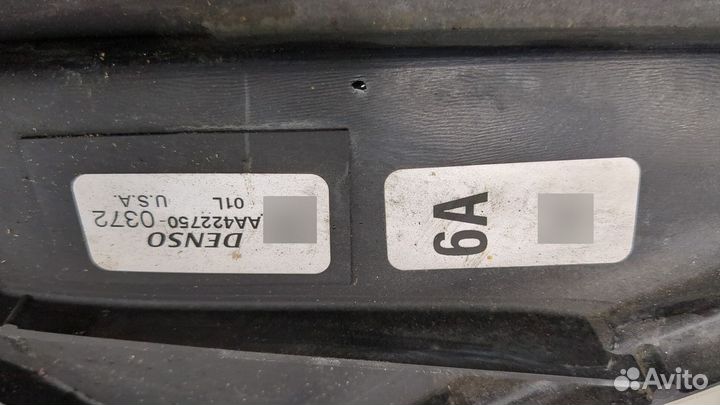 DENSO
AA422750-0372
01L
U.S.A.
6A
Avito